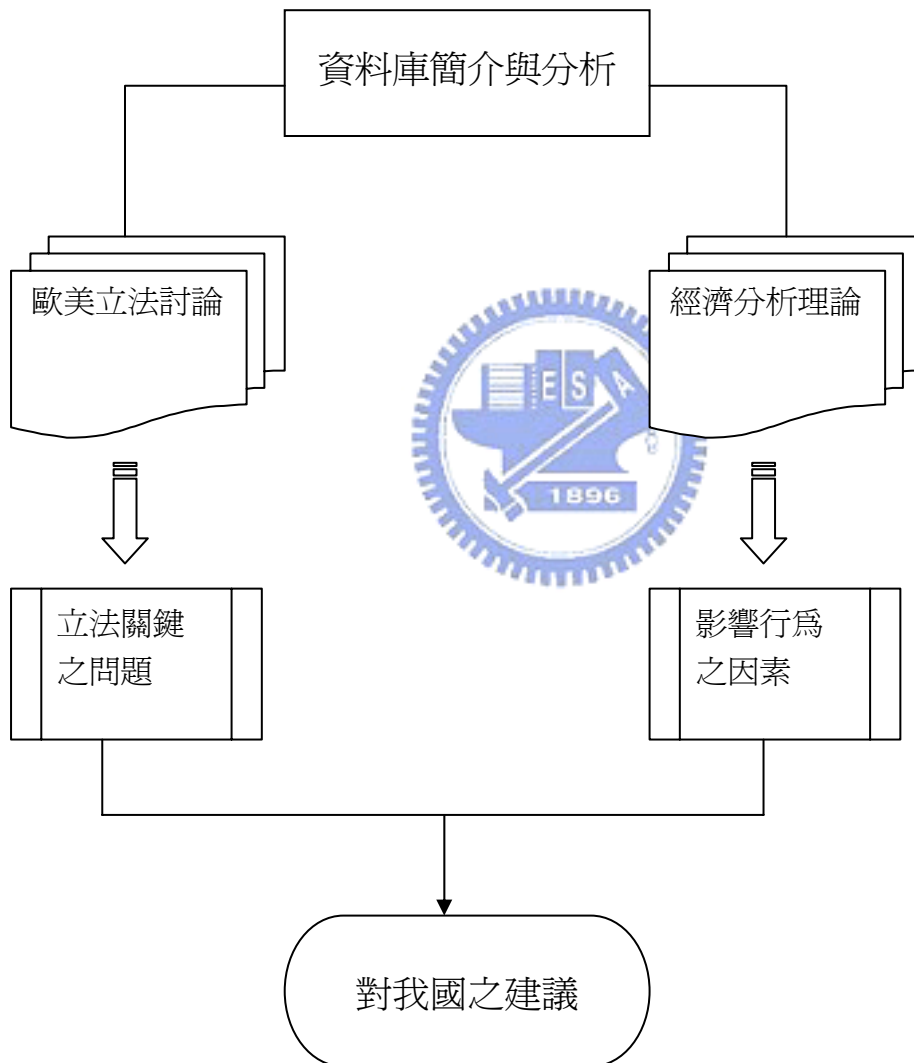 資料庫簡介與分析
歐美立法討論
經濟分析理論
E S A
1896
立法關鍵
之問題
影響行為
之因素
對我國之建議